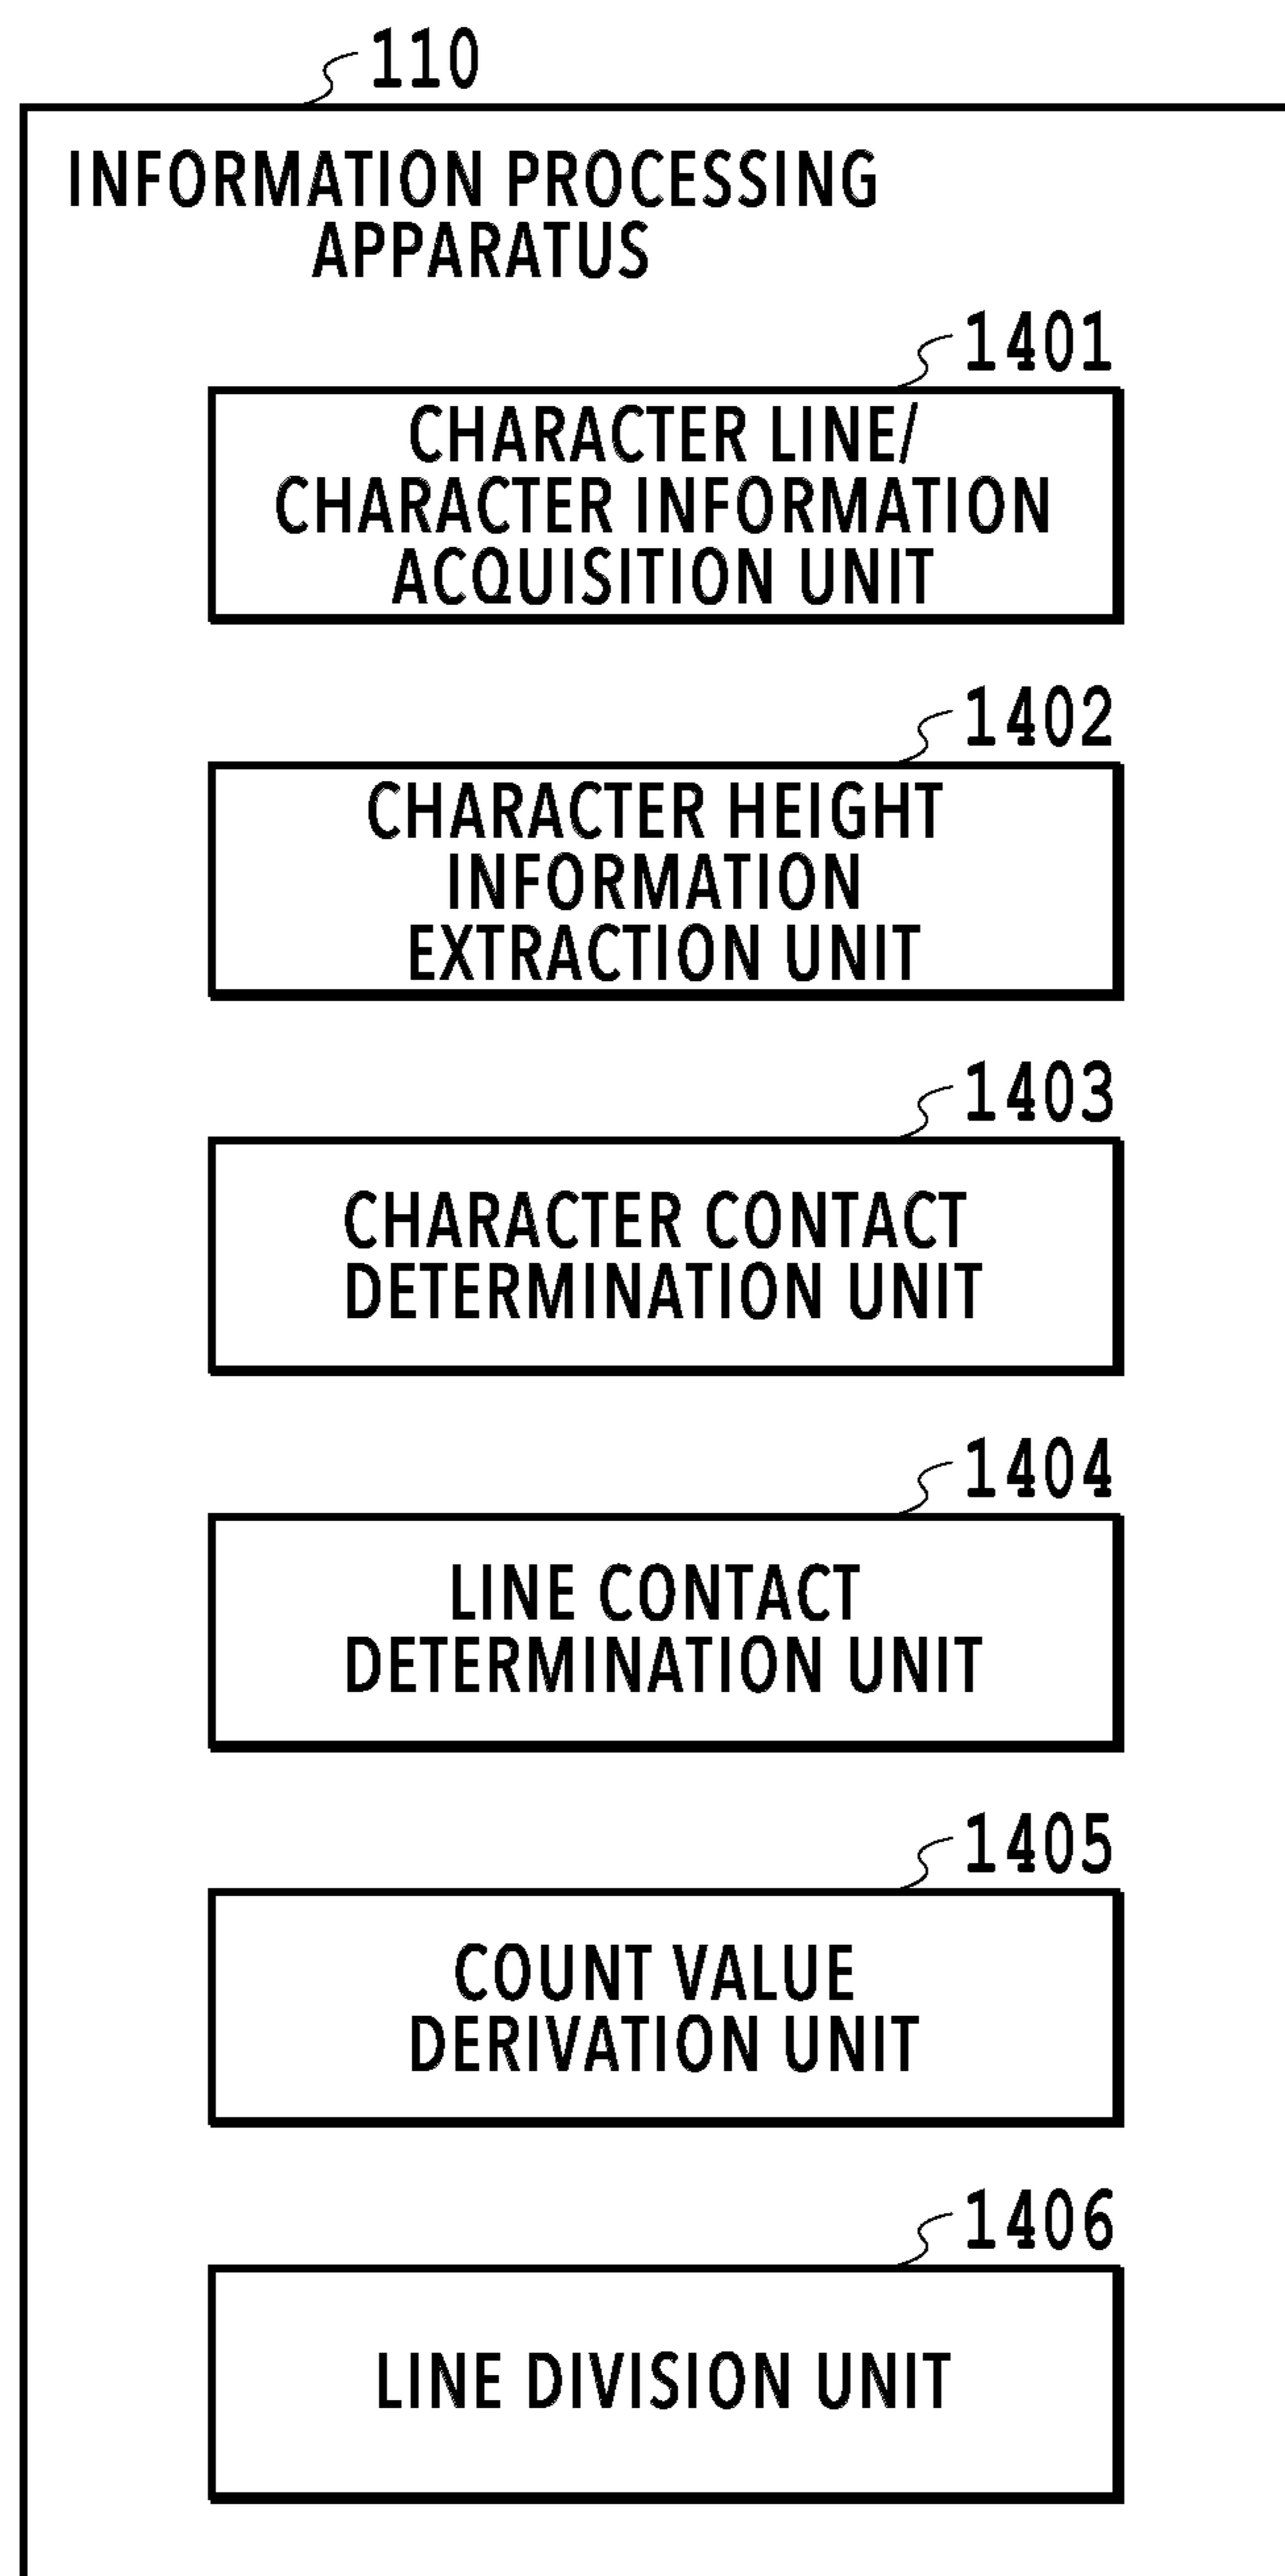 110
INFORMATION PROCESSING
APPARATUS
1401
CHARACTER LINE/
CHARACTER INFORMATION
ACQUISITION UNIT
1402
CHARACTER HEIGHT
INFORMATION
EXTRACTION UNIT
1403
CHARACTER CONTACT
DETERMINATION UNIT
1404
LINE CONTACT
DETERMINATION UNIT
1405
COUNT VALUE
DERIVATION UNIT
1406
LINE DIVISION UNIT